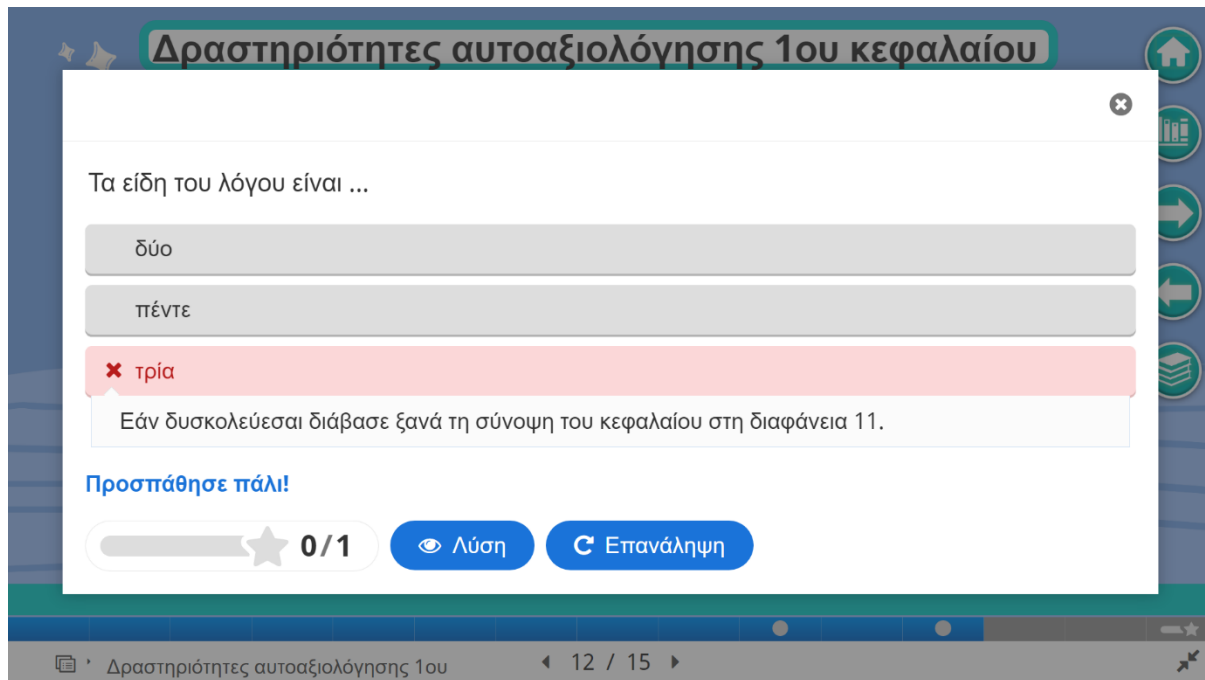 Δραστηριότητες αυτοαξιολόγησης 1ου κεφαλαίου
Τα είδη του λόγου είναι ...
δύο
πέντε
τρία
Εάν δυσκολεύεσαι διάβασε ξανά τη σύνοψη του κεφαλαίου στη διαφάνεια 11.
Προσπάθησε πάλι!
0/1
Λύση
Επανάληψη
Δραστηριότητες αυτοαξιολόγησης 1ου
12 / 15